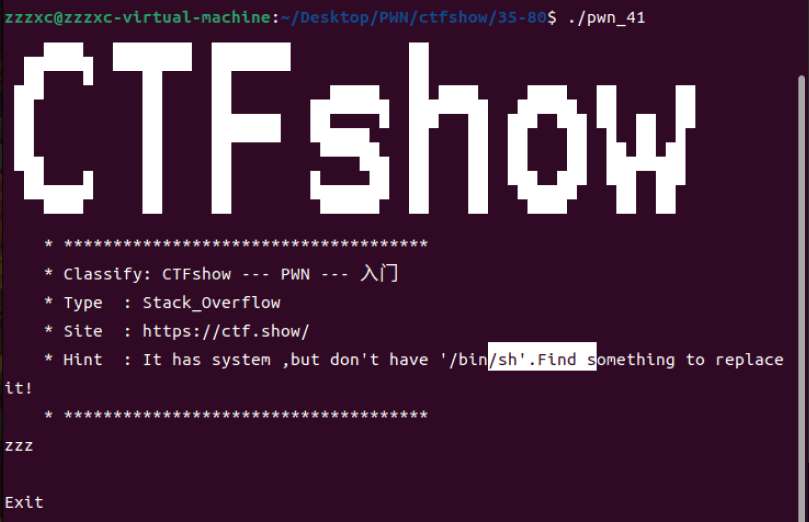 zzzxc@zzzxc-virtual-machine:~/Desktop/PWN/ctfshow/35-80$ ./pwn_41
CTFshow
* *************************************
* Classify: CTFshow --- PWN --- 入门
* Type  : Stack_Overflow
* Site  : https://ctf.show/
* Hint  : It has system ,but don't have '/bin/sh'.Find something to replace
it!
* *************************************
zzz
Exit